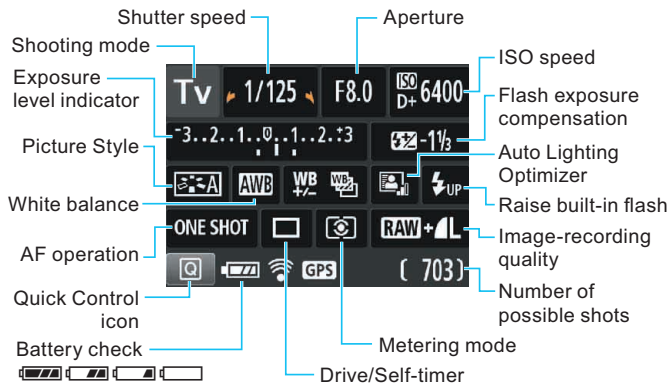 Shutter speed
Aperture
Shooting mode
ISO speed
Exposure
level indicator
Tv 1/125 F8.0 ISO D+ 6400
Flash exposure
compensation
-3..2..1..0..1..2.+3 -1 1/3
Picture Style
Auto Lighting
Optimizer
A AWB WB +/- WB UP
White balance
Raise built-in flash
ONE SHOT RAW+L
AF operation
Image-recording
quality
Q GPS ( 703)
Quick Control
icon
Number of
possible shots
Battery check
Metering mode
Drive/Self-timer